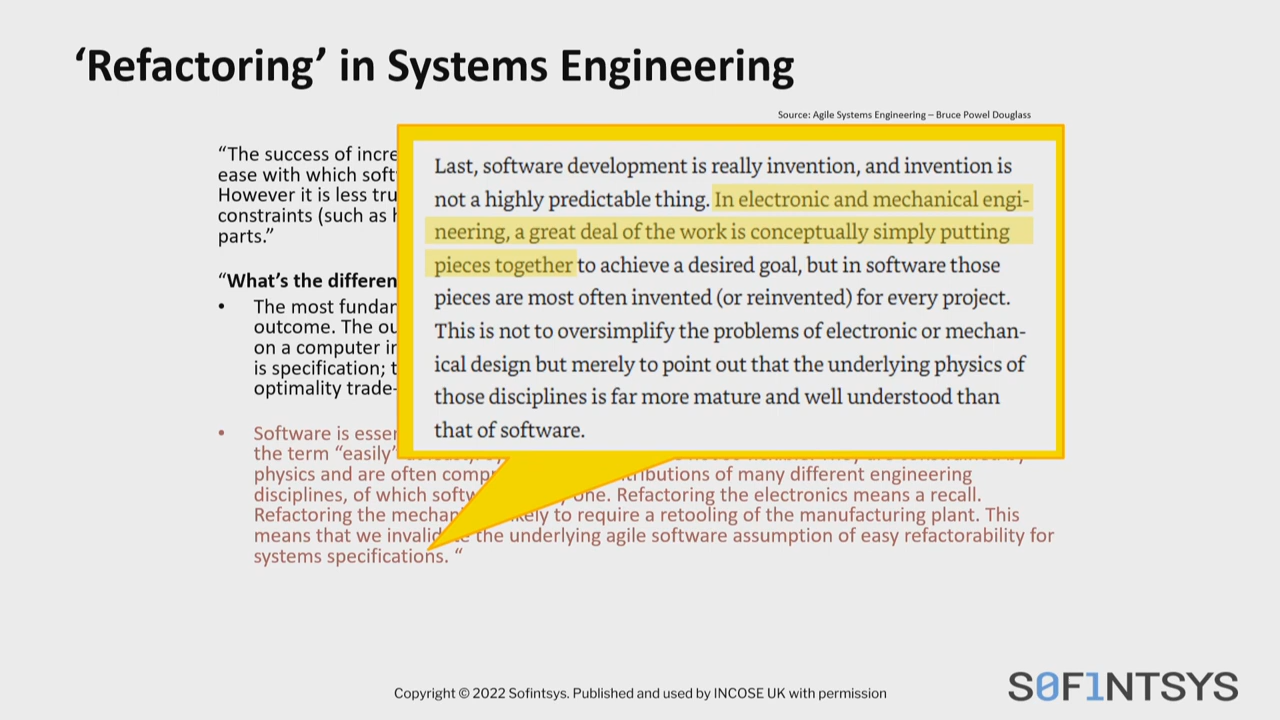 ‘Refactoring’ in Systems Engineering
Source: Agile Systems Engineering – Bruce Powel Douglass
“The success of incre
ease with which soft
However it is less tru
constraints (such as
parts.”
“What’s the differen
• The most fundar
outcome. The ou
on a computer ir
is specification; t
optimality trade-
Last, software development is really invention, and invention is
not a highly predictable thing. In electronic and mechanical engi-
neering, a great deal of the work is conceptually simply putting
pieces together to achieve a desired goal, but in software those
pieces are most often invented (or reinvented) for every project.
This is not to oversimplify the problems of electronic or mechan-
ical design but merely to point out that the underlying physics of
those disciplines is far more mature and well understood than
that of software.
• Software is esser
the term “easily’
physics and are often comp ributions of many different engineering
disciplines, of which softw one. Refactoring the electronics means a recall.
Refactoring the mechan ikely to require a retooling of the manufacturing plant. This
means that we invalid the underlying agile software assumption of easy refactorability for
systems specifications. “
Copyright © 2022 Sofintsys. Published and used by INCOSE UK with permission
S0F1NTSYS